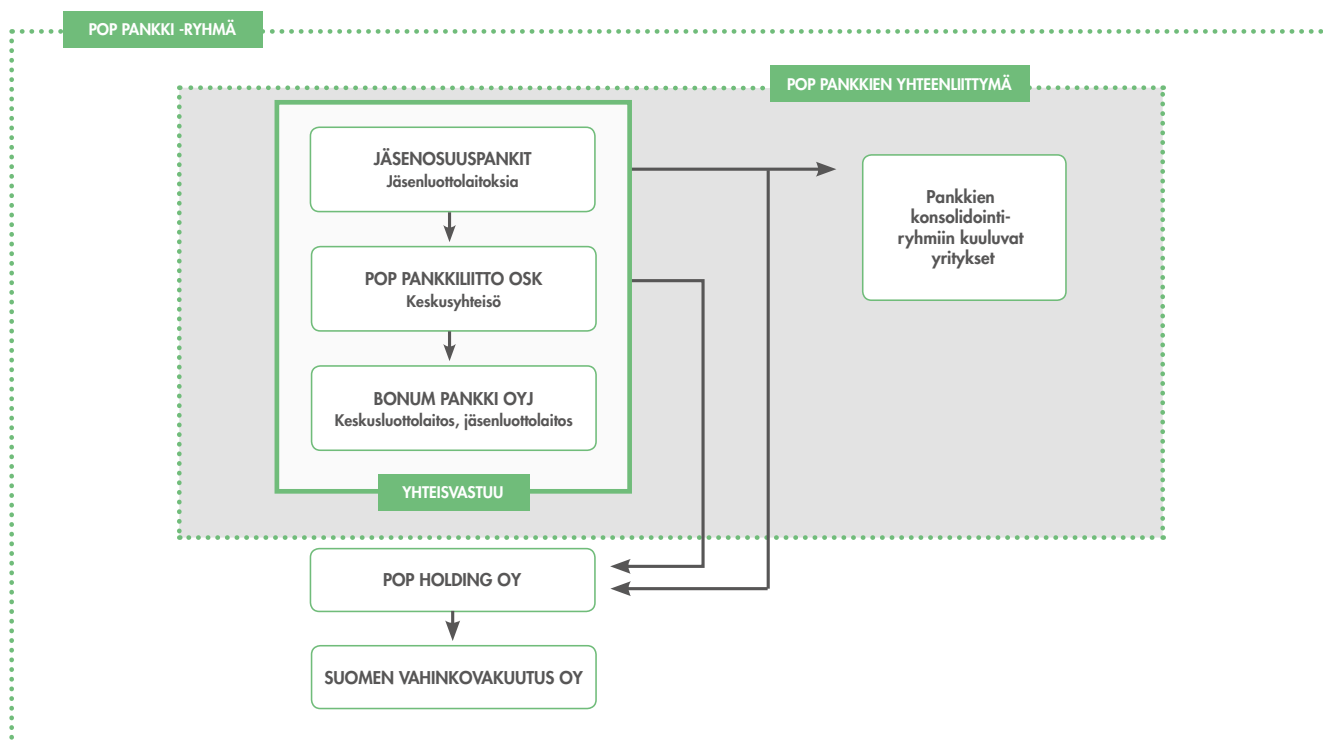 POP PANKKI -RYHMÄ
POP PANKKIEN YHTEENLIITTYMÄ
JÄSENOSUUSPANKIT
Jäsenluottolaitoksia
Pankkien
konsolidointi-
ryhmiin kuuluvat
yritykset
POP PANKKILIITTO OSK
Keskusyhteisö
BONUM PANKKI OYJ
Keskusluottolaitos, jäsenluottolaitos
YHTEISVASTUU
POP HOLDING OY
SUOMEN VAHINKOVAKUUTUS OY